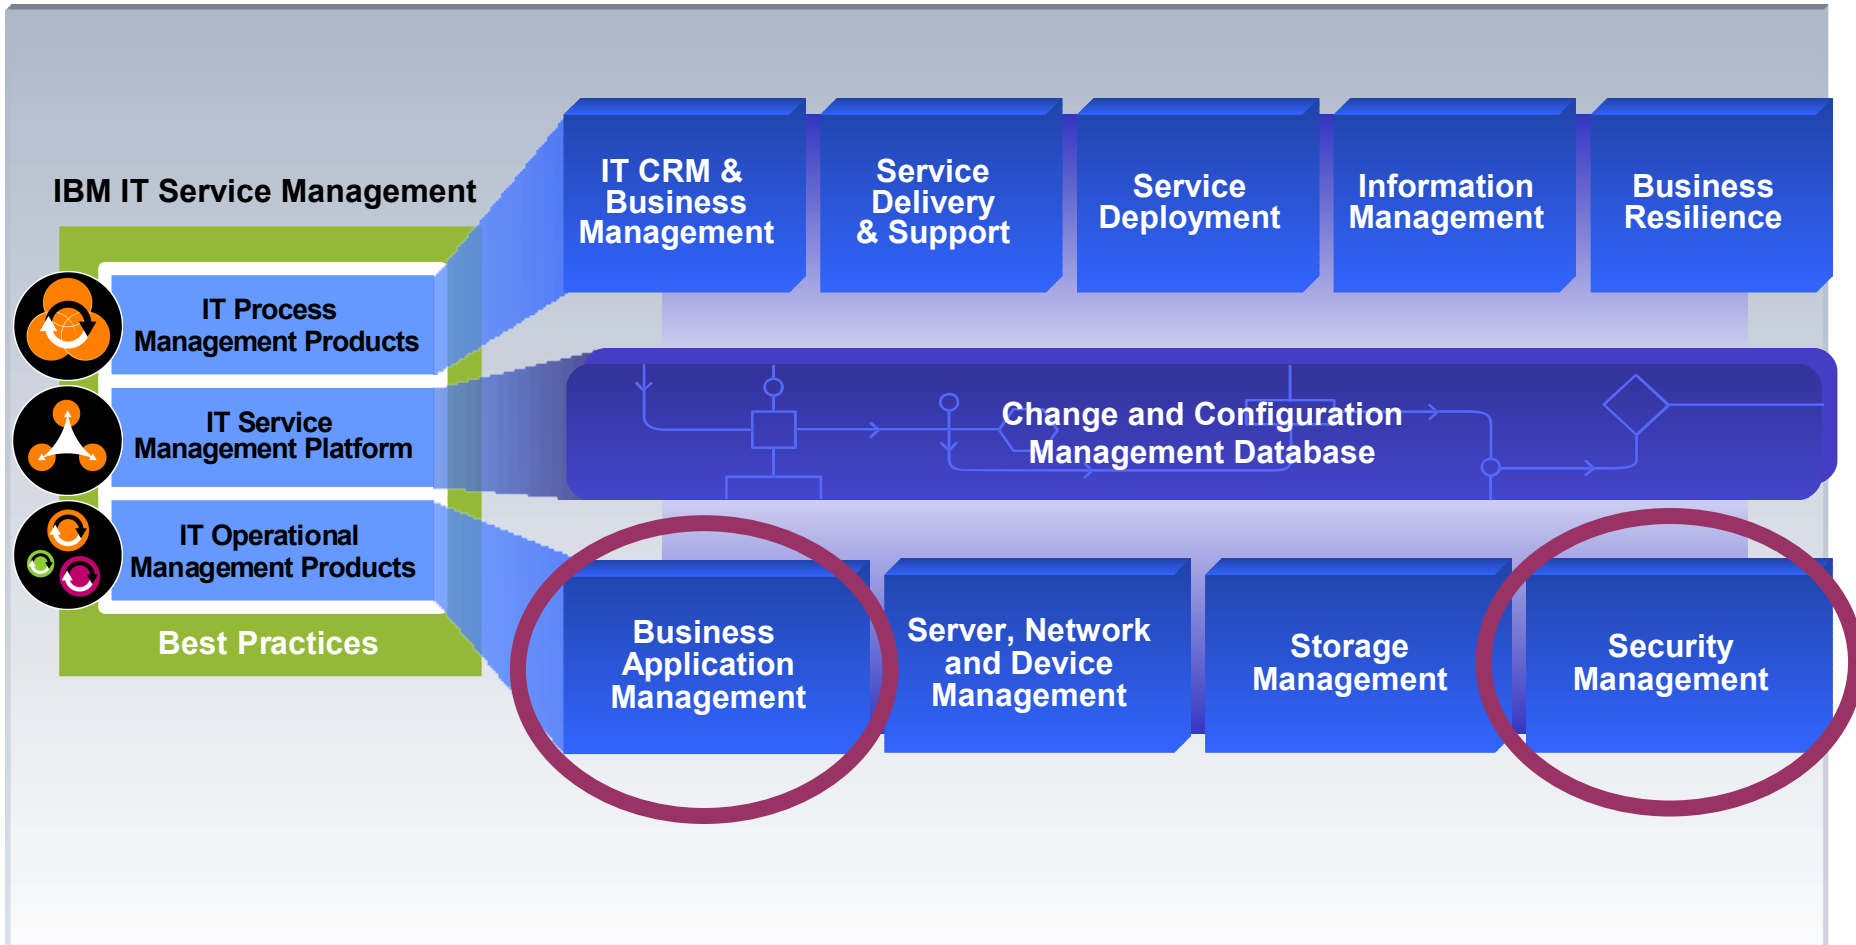 IBM IT Service Management
IT Process
Management Products
IT Service
Management Platform
IT Operational
Management Products
Best Practices
IT CRM &
Business
Management
Service
Delivery
& Support
Service
Deployment
Information
Management
Business
Resilience
Change and Configuration
Management Database
Business
Application
Management
Server, Network
and Device
Management
Storage
Management
Security
Management